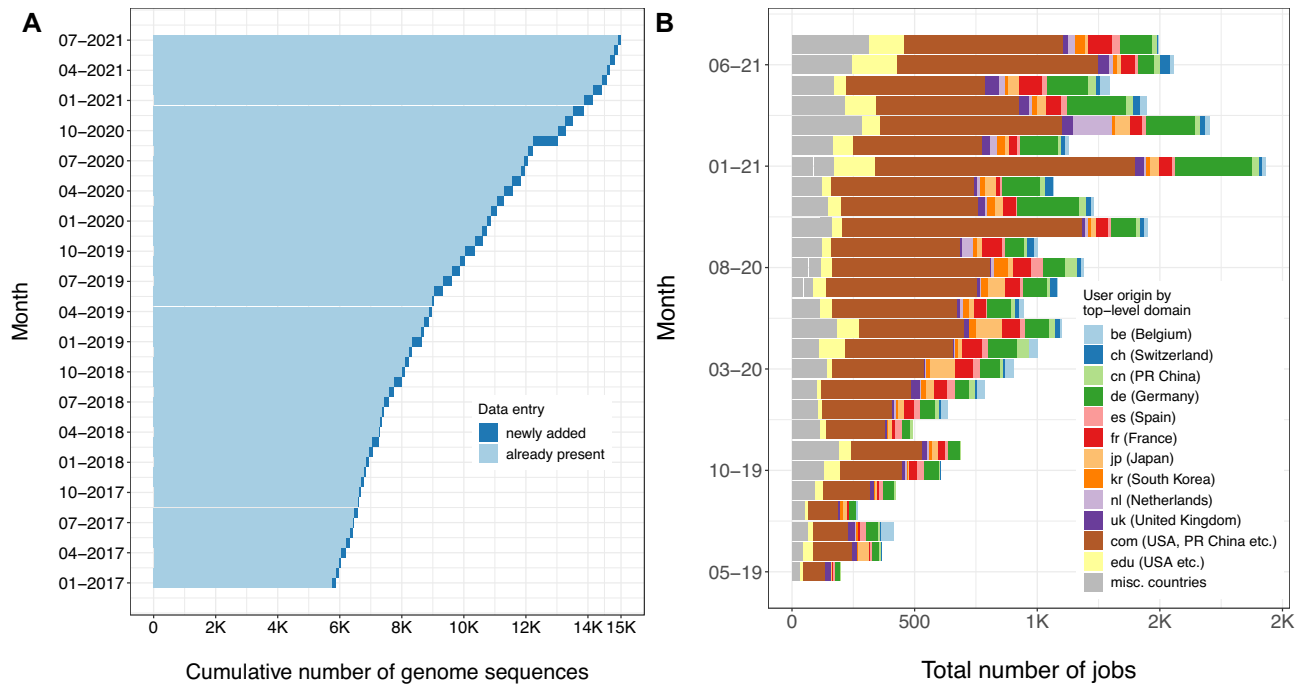 A
07−2021
04−2021
01−2021
10−2020
07−2020
04−2020
01−2020
10−2019
07−2019
04−2019
01−2019
10−2018
07−2018
04−2018
01−2018
10−2017
07−2017
04−2017
01−2017
Month
Data entry
newly added
already present
0 2K 4K 6K 8K 10K 12K 14K 15K
Cumulative number of genome sequences
B
06−21
01−21
08−20
03−20
10−19
05−19
Month
User origin by
top−level domain
be (Belgium)
ch (Switzerland)
cn (PR China)
de (Germany)
es (Spain)
fr (France)
jp (Japan)
kr (South Korea)
nl (Netherlands)
uk (United Kingdom)
com (USA, PR China etc.)
edu (USA etc.)
misc. countries
0 500 1K 2K 2K
Total number of jobs